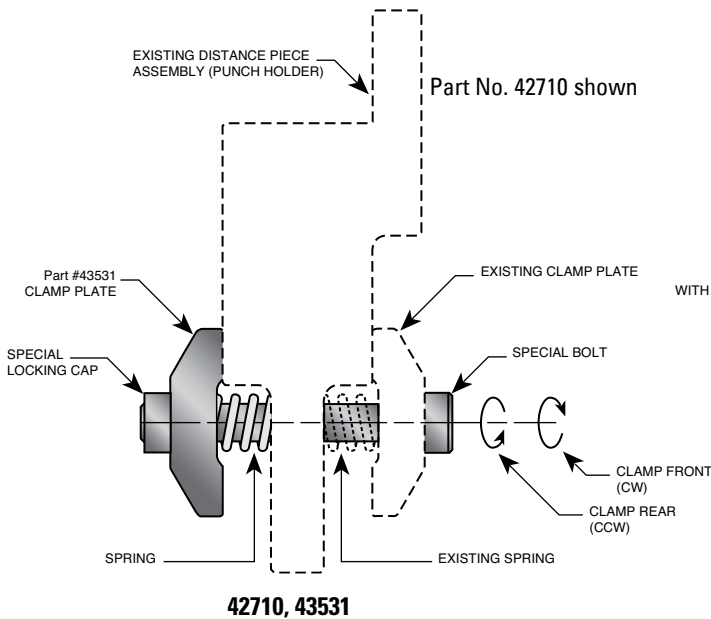 EXISTING DISTANCE PIECE
ASSEMBLY (PUNCH HOLDER)
Part No. 42710 shown
Part #43531
CLAMP PLATE
EXISTING CLAMP PLATE
WITH
SPECIAL
LOCKING CAP
SPECIAL BOLT
CLAMP FRONT
(CW)
CLAMP REAR
(CCW)
SPRING
EXISTING SPRING
42710, 43531